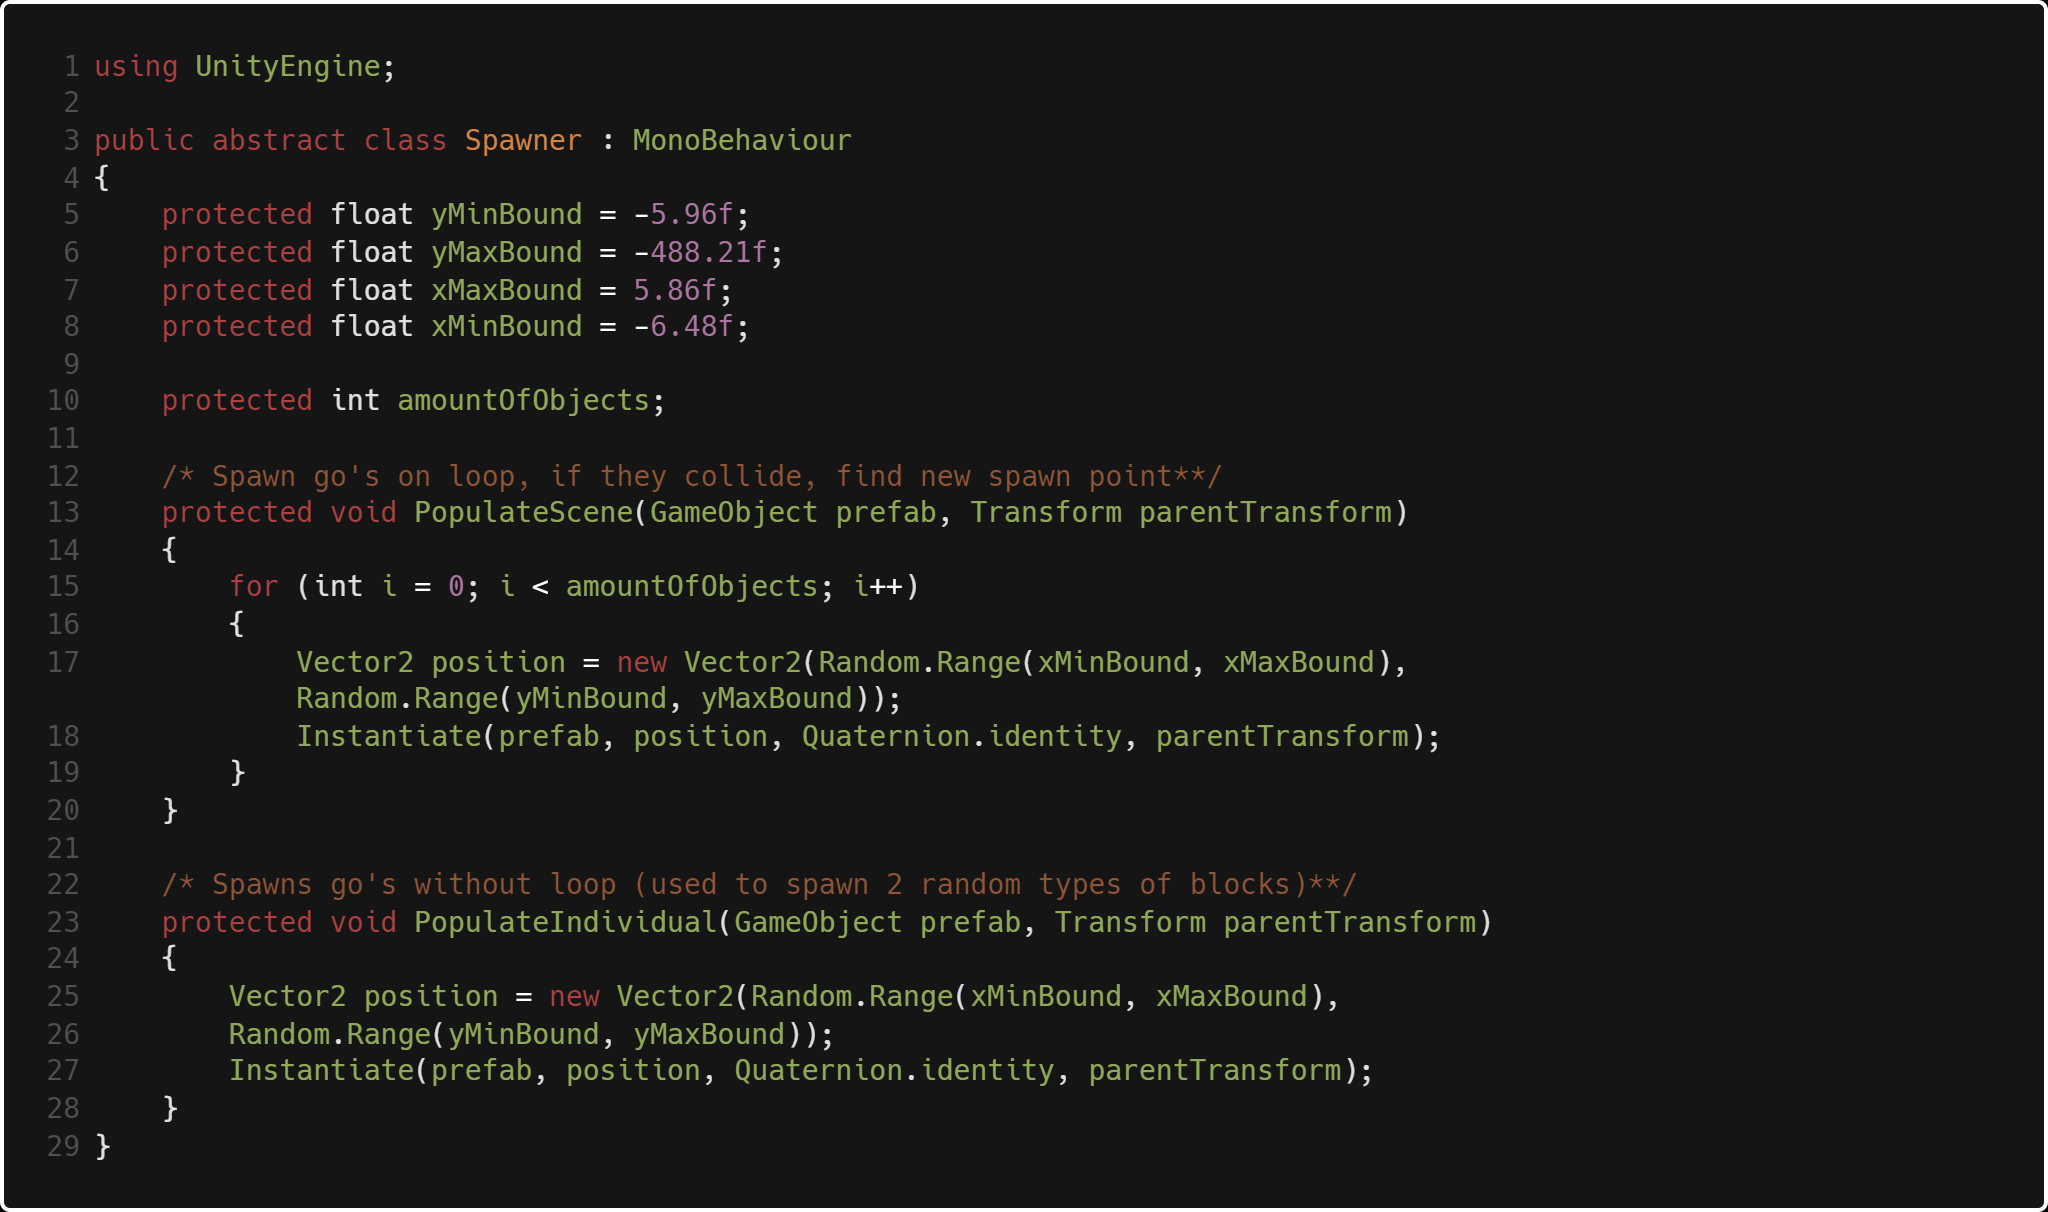 1 using UnityEngine;
2
3 public abstract class Spawner : MonoBehaviour
4 {
5     protected float yMinBound = -5.96f;
6     protected float yMaxBound = -488.21f;
7     protected float xMaxBound = 5.86f;
8     protected float xMinBound = -6.48f;
9
10     protected int amountOfObjects;
11
12     /* Spawn go's on loop, if they collide, find new spawn point**/
13     protected void PopulateScene(GameObject prefab, Transform parentTransform)
14     {
15         for (int i = 0; i < amountOfObjects; i++)
16         {
17             Vector2 position = new Vector2(Random.Range(xMinBound, xMaxBound),
            Random.Range(yMinBound, yMaxBound));
18             Instantiate(prefab, position, Quaternion.identity, parentTransform);
19         }
20     }
21
22     /* Spawns go's without loop (used to spawn 2 random types of blocks)**/
23     protected void PopulateIndividual(GameObject prefab, Transform parentTransform)
24     {
25         Vector2 position = new Vector2(Random.Range(xMinBound, xMaxBound),
26         Random.Range(yMinBound, yMaxBound));
27         Instantiate(prefab, position, Quaternion.identity, parentTransform);
28     }
29 }